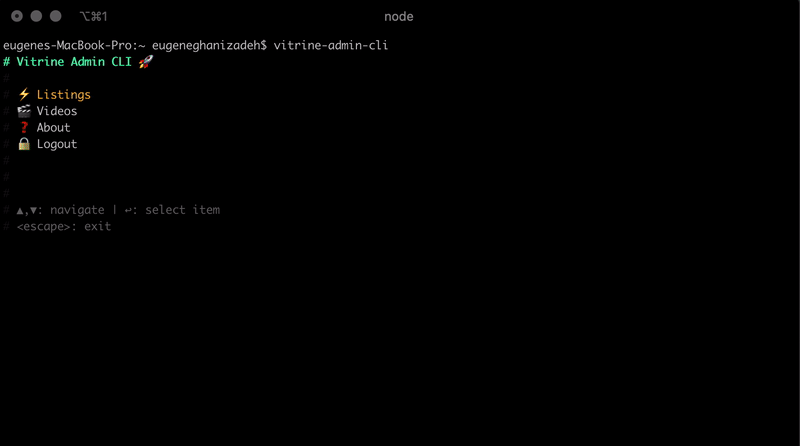 ⌥⌘1 node
eugenes-MacBook-Pro:~ eugeneghanizadeh$ vitrine-admin-cli
# Vitrine Admin CLI 🚀
#
# ⚡ Listings
# 🎬 Videos
# ❓ About
# 🔒 Logout
#
#
#
# ▲,▼: navigate | ↩: select item
# <escape>: exit